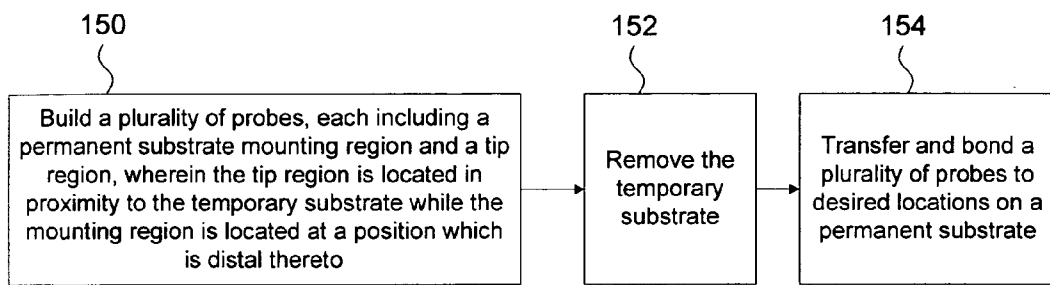 150
152
154
Build a plurality of probes, each including a
permanent substrate mounting region and a tip
region, wherein the tip region is located in
proximity to the temporary substrate while the
mounting region is located at a position which
is distal thereto
Remove the
temporary
substrate
Transfer and bond a
plurality of probes to
desired locations on a
permanent substrate